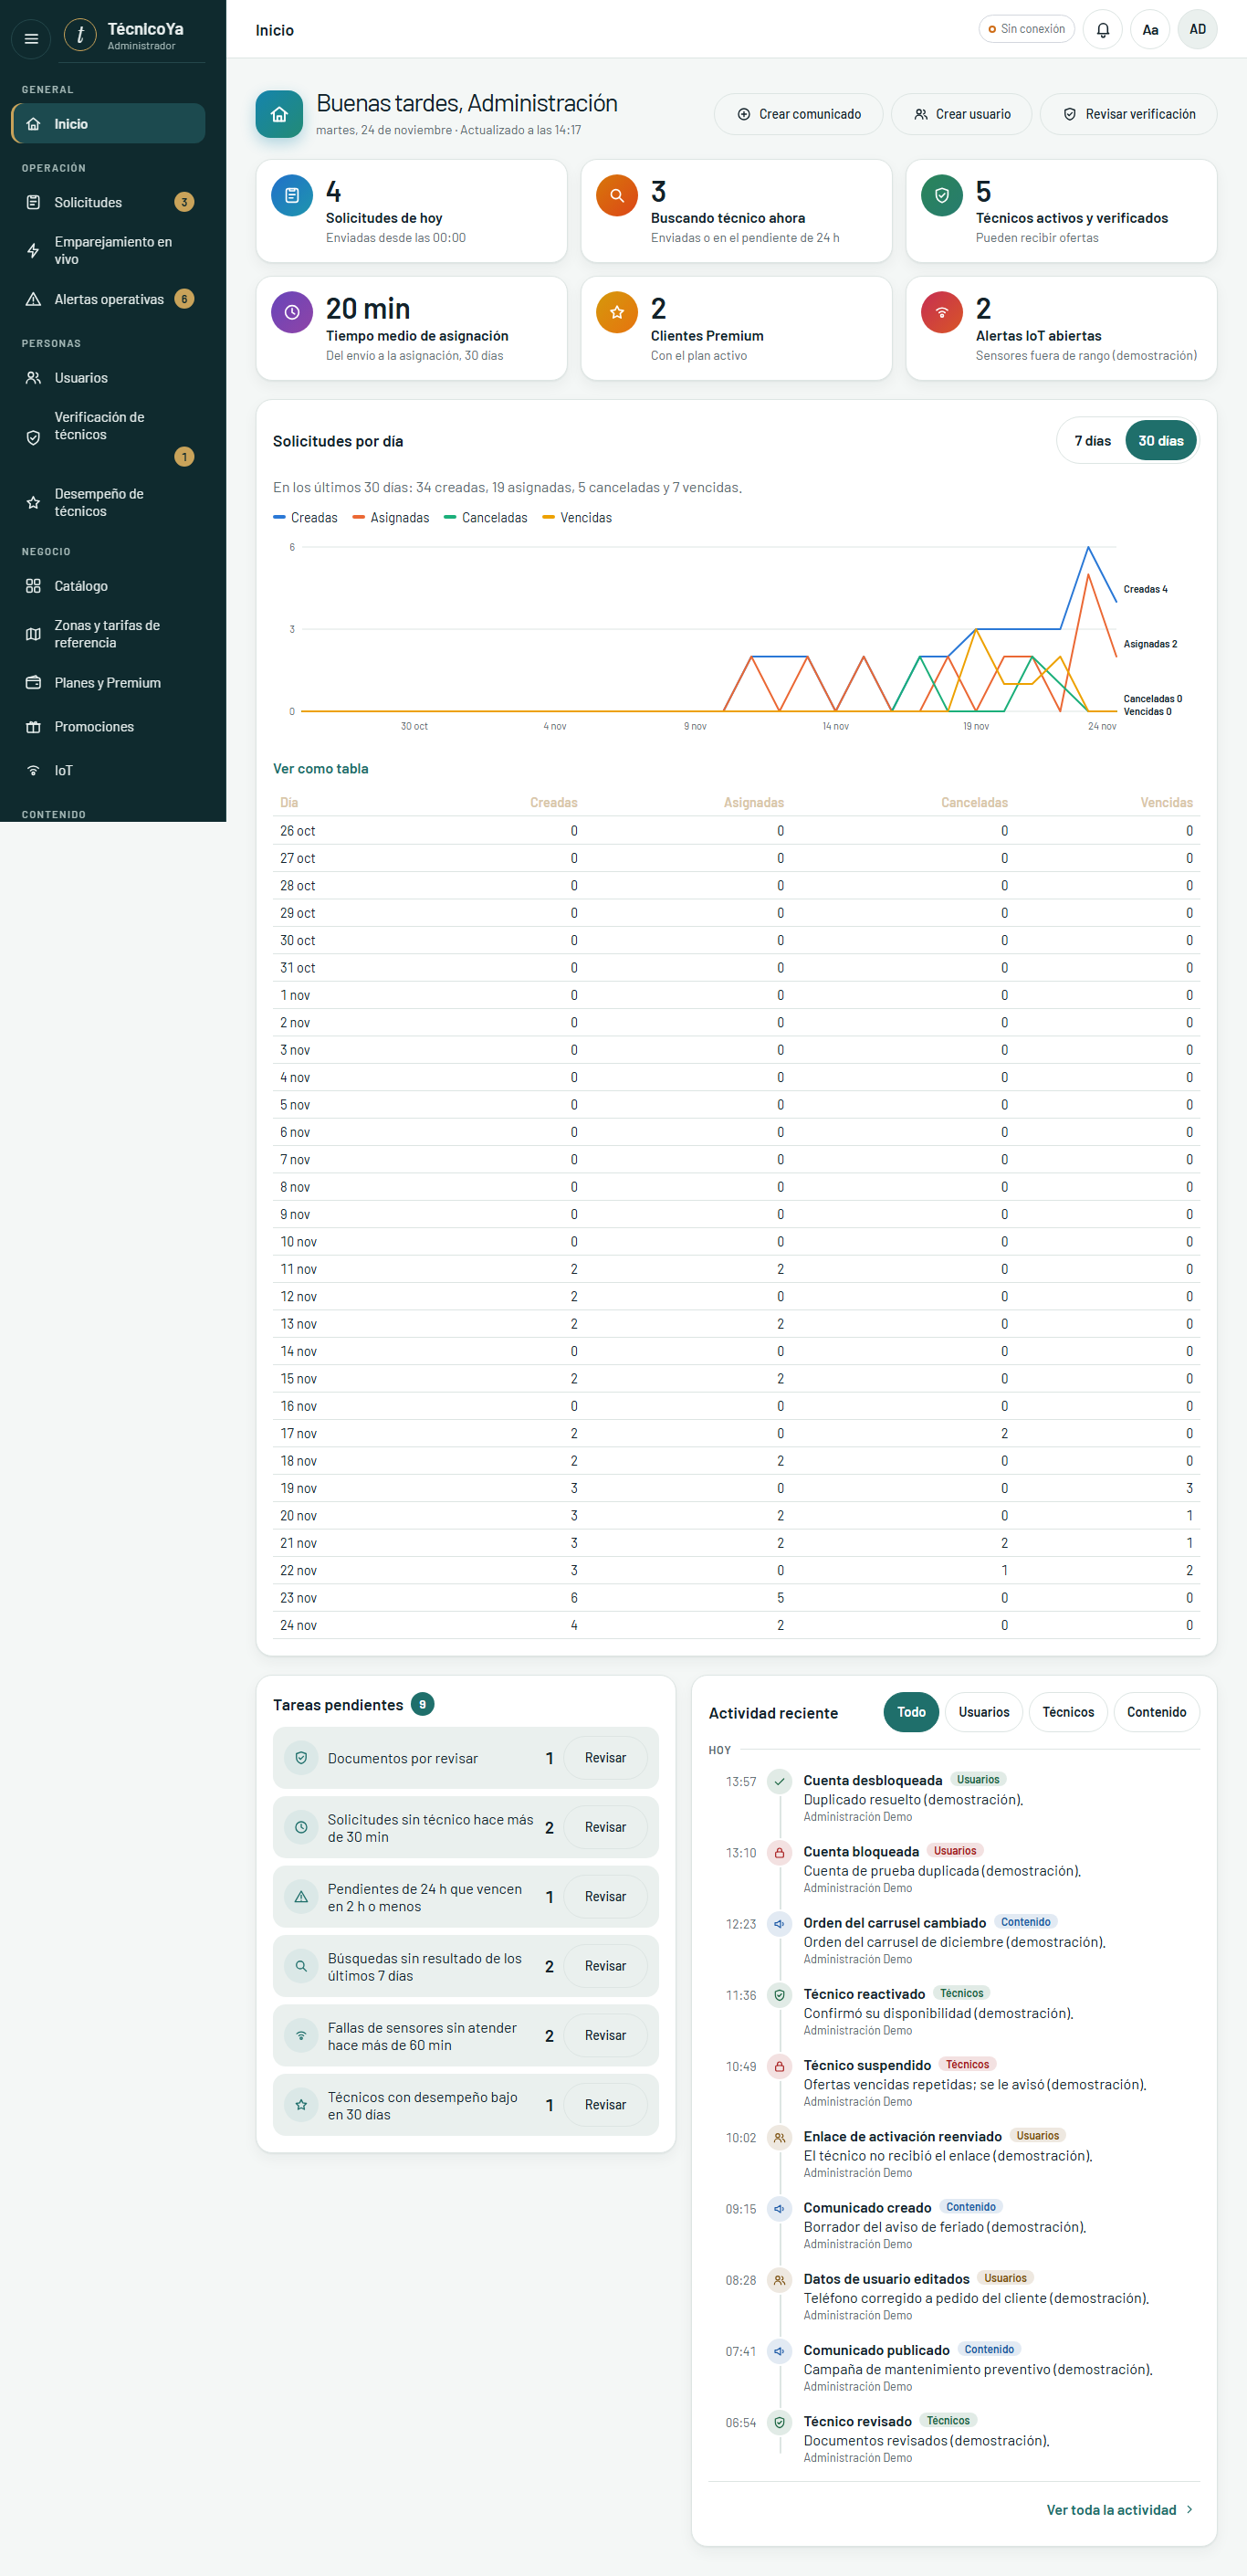 t
TécnicoYa
Administrador
GENERAL
Inicio
OPERACIÓN
Solicitudes 3
Emparejamiento en
vivo
Alertas operativas 6
PERSONAS
Usuarios
Verificación de
técnicos
1
Desempeño de
técnicos
NEGOCIO
Catálogo
Zonas y tarifas de
referencia
Planes y Premium
Promociones
IoT
CONTENIDO
Inicio
Sin conexión
Aa
AD
Buenas tardes, Administración
martes, 24 de noviembre · Actualizado a las 14:17
Crear comunicado
Crear usuario
Revisar verificación
4
Solicitudes de hoy
Enviadas desde las 00:00
3
Buscando técnico ahora
Enviadas o en el pendiente de 24 h
5
Técnicos activos y verificados
Pueden recibir ofertas
20 min
Tiempo medio de asignación
Del envío a la asignación, 30 días
2
Clientes Premium
Con el plan activo
2
Alertas IoT abiertas
Sensores fuera de rango (demostración)
Solicitudes por día
7 días 30 días
En los últimos 30 días: 34 creadas, 19 asignadas, 5 canceladas y 7 vencidas.
Creadas Asignadas Canceladas Vencidas
6
3
0
Creadas 4
Asignadas 2
Canceladas 0
Vencidas 0
30 oct 4 nov 9 nov 14 nov 19 nov 24 nov
Ver como tabla
Día Creadas Asignadas Canceladas Vencidas
26 oct 0 0 0 0
27 oct 0 0 0 0
28 oct 0 0 0 0
29 oct 0 0 0 0
30 oct 0 0 0 0
31 oct 0 0 0 0
1 nov 0 0 0 0
2 nov 0 0 0 0
3 nov 0 0 0 0
4 nov 0 0 0 0
5 nov 0 0 0 0
6 nov 0 0 0 0
7 nov 0 0 0 0
8 nov 0 0 0 0
9 nov 0 0 0 0
10 nov 0 0 0 0
11 nov 2 2 0 0
12 nov 2 0 0 0
13 nov 2 2 0 0
14 nov 0 0 0 0
15 nov 2 2 0 0
16 nov 0 0 0 0
17 nov 2 0 2 0
18 nov 2 2 0 0
19 nov 3 0 0 3
20 nov 3 2 0 1
21 nov 3 2 2 1
22 nov 3 0 1 2
23 nov 6 5 0 0
24 nov 4 2 0 0
Tareas pendientes 9
Documentos por revisar 1 Revisar
Solicitudes sin técnico hace más
de 30 min
2 Revisar
Pendientes de 24 h que vencen
en 2 h o menos
1 Revisar
Búsquedas sin resultado de los
últimos 7 días
2 Revisar
Fallas de sensores sin atender
hace más de 60 min
2 Revisar
Técnicos con desempeño bajo
en 30 días
1 Revisar
Actividad reciente
Todo Usuarios Técnicos Contenido
HOY
13:57 Cuenta desbloqueada Usuarios
Duplicado resuelto (demostración).
Administración Demo
13:10 Cuenta bloqueada Usuarios
Cuenta de prueba duplicada (demostración).
Administración Demo
12:23 Orden del carrusel cambiado Contenido
Orden del carrusel de diciembre (demostración).
Administración Demo
11:36 Técnico reactivado Técnicos
Confirmó su disponibilidad (demostración).
Administración Demo
10:49 Técnico suspendido Técnicos
Ofertas vencidas repetidas; se le avisó (demostración).
Administración Demo
10:02 Enlace de activación reenviado Usuarios
El técnico no recibió el enlace (demostración).
Administración Demo
09:15 Comunicado creado Contenido
Borrador del aviso de feriado (demostración).
Administración Demo
08:28 Datos de usuario editados Usuarios
Teléfono corregido a pedido del cliente (demostración).
Administración Demo
07:41 Comunicado publicado Contenido
Campaña de mantenimiento preventivo (demostración).
Administración Demo
06:54 Técnico revisado Técnicos
Documentos revisados (demostración).
Administración Demo
Ver toda la actividad